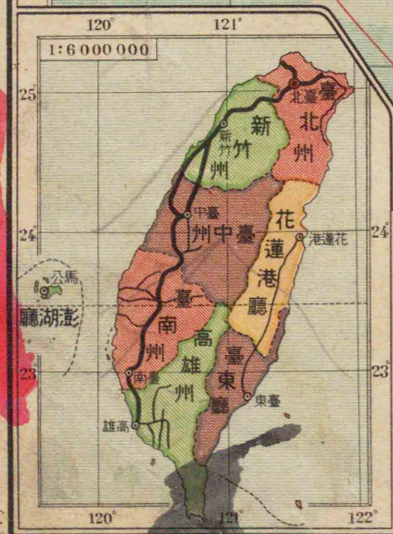 120°
121°
1:6000000
25
臺北州
臺北
新竹州
新竹
24
24°
臺中州
臺中
花蓮港廳
花蓮港
馬公
澎湖廳
臺南州
臺南
高雄州
高雄
臺東廳
臺東
23
23°
120°
121°
122°